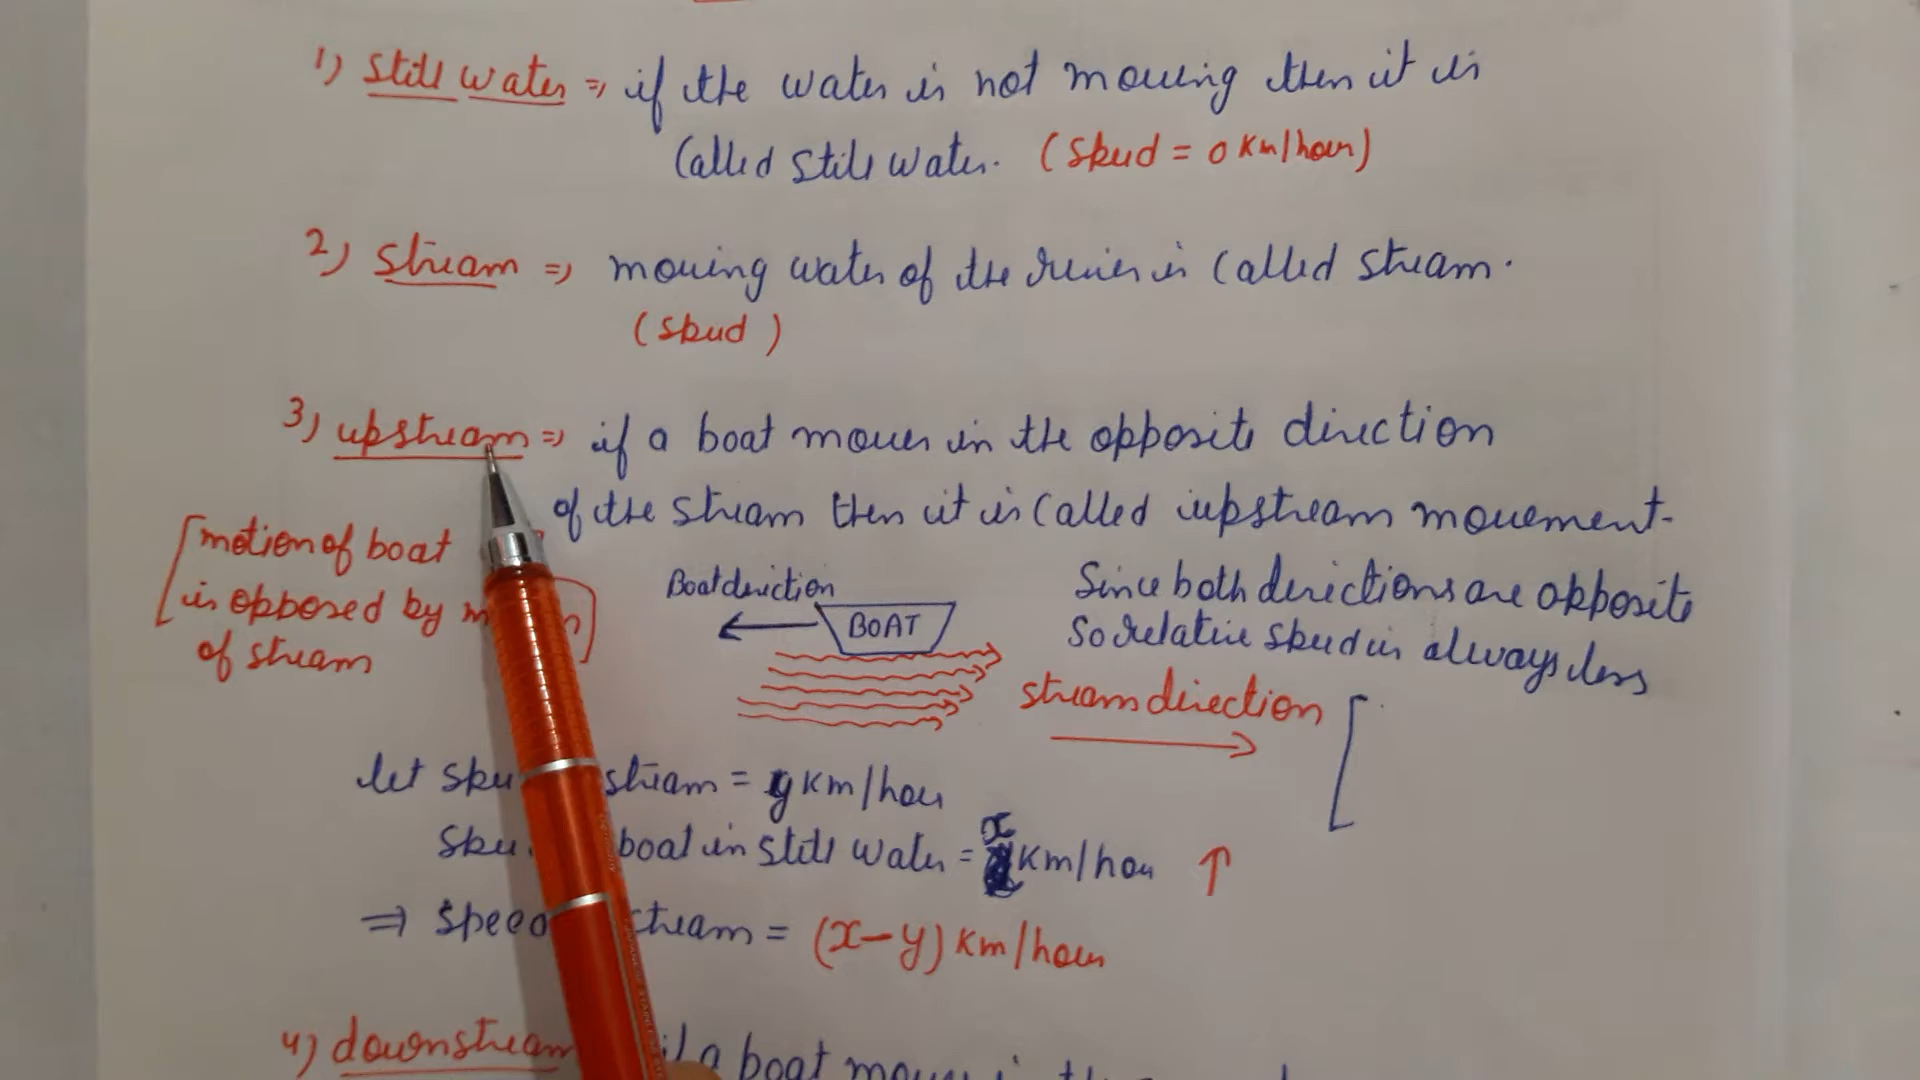 1) Still water => if the water is not moving then it is
called still water. (speed = 0 Km/hour)
2) stream => moving water of the river is called stream.
(speed )
3) upstream => if a boat moves in the opposite direction
of the stream then it is called upstream movement.
[motion of boat
is opposed by
of stream
Boat direction
BOAT
Since both directions are opposite
so relative speed is always less
stream direction
let stream = y Km/hour
boat in still water = x Km/hour ↑
=> speed = (x-y) Km/hour
4) downstream if a boat